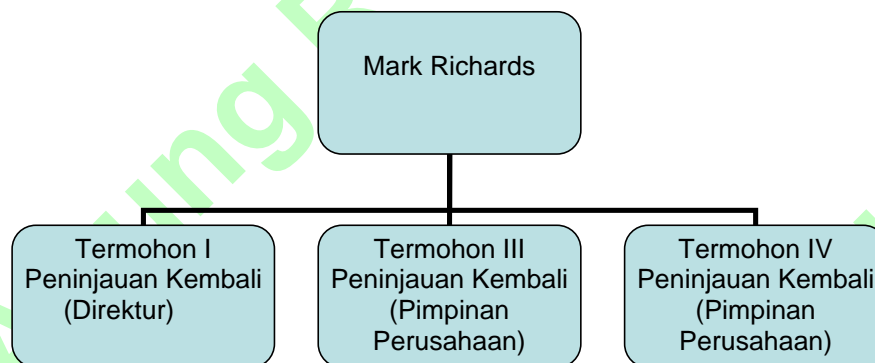 Mark Richards
Termohon I
Peninjauan Kembali
(Direktur)
Termohon III
Peninjauan Kembali
(Pimpinan
Perusahaan)
Termohon IV
Peninjauan Kembali
(Pimpinan
Perusahaan)